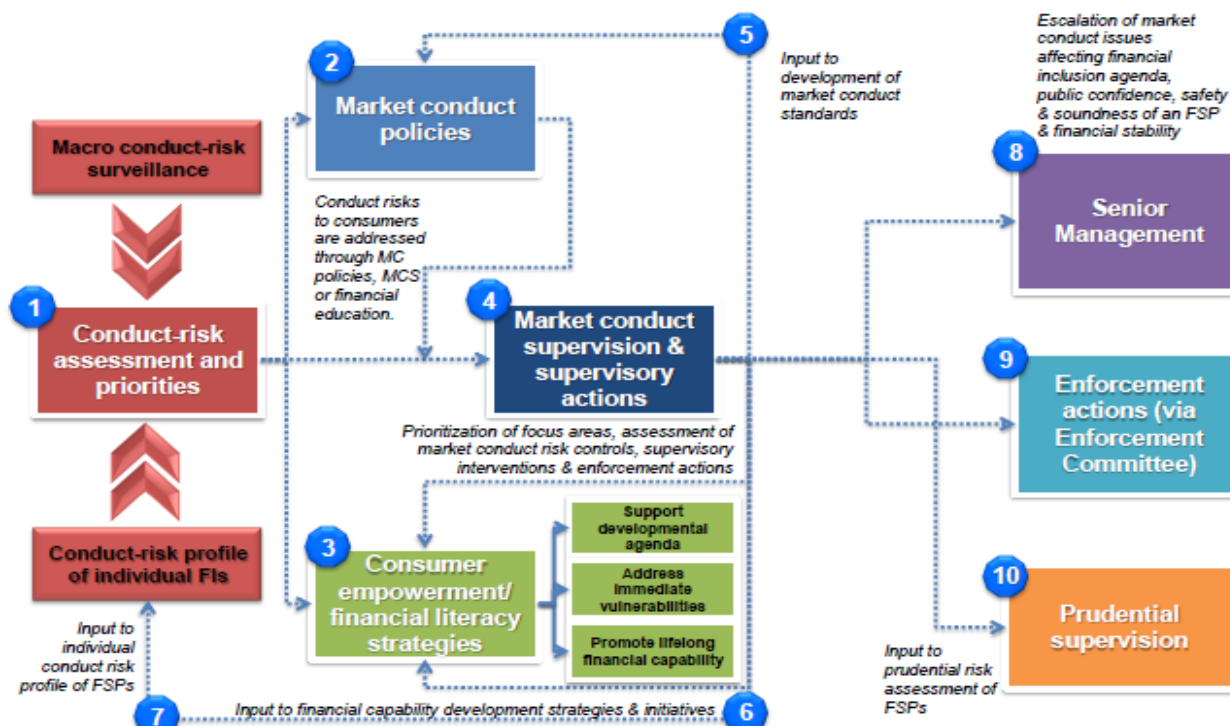 Macro conduct-risk
surveillance
1
Conduct-risk
assessment and
priorities
Conduct-risk profile
of individual FIs
Input to
individual
conduct risk
profile of FSPs
7
2
Market conduct
policies
Conduct risks
to consumers
are addressed
through MC
policies, MCS
or financial
education.
4
Market conduct
supervision &
supervisory
actions
Prioritization of focus areas, assessment of
market conduct risk controls, supervisory
interventions & enforcement actions
3
Consumer
empowerment/
financial literacy
strategies
Support
developmental
agenda
Address
immediate
vulnerabilities
Promote lifelong
financial capability
Input to financial capability development strategies & initiatives
6
5
Input to
development of
market conduct
standards
Escalation of market
conduct issues
affecting financial
inclusion agenda,
public confidence, safety
& soundness of an FSP
& financial stability
8
Senior
Management
9
Enforcement
actions (via
Enforcement
Committee)
10
Prudential
supervision
Input to
prudential risk
assessment of
FSPs